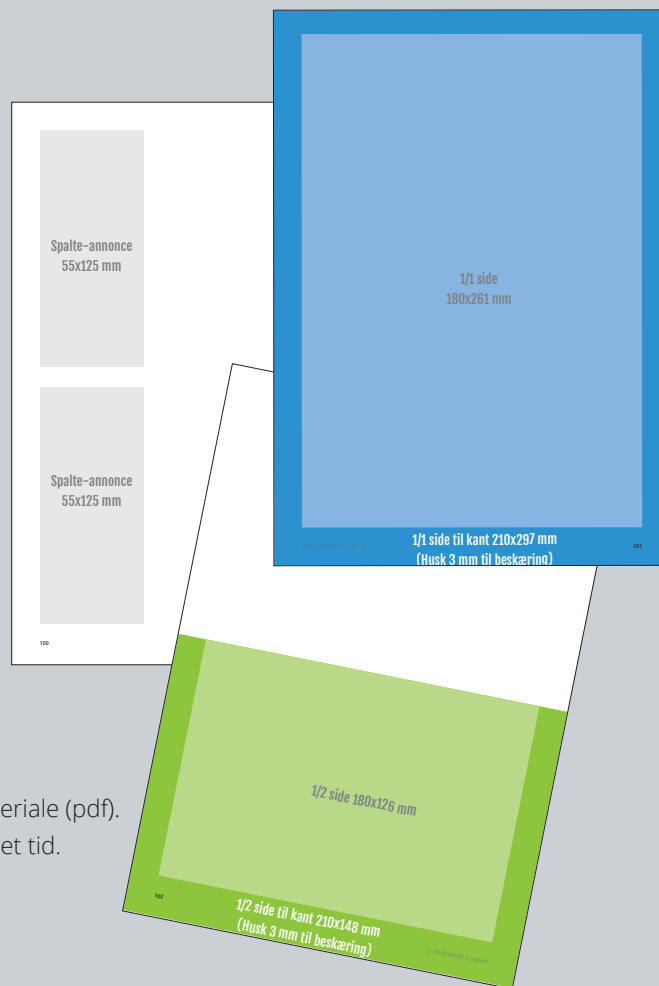 Spalte-annonce
55x125 mm
Spalte-annonce
55x125 mm
100
1/1 side
180x261 mm
1/1 side til kant 210x297 mm
(Husk 3 mm til beskæring)
101
1/2 side 180x126 mm
102
1/2 side til kant 210x148 mm
(Husk 3 mm til beskæring)
eriale (pdf).
et tid.